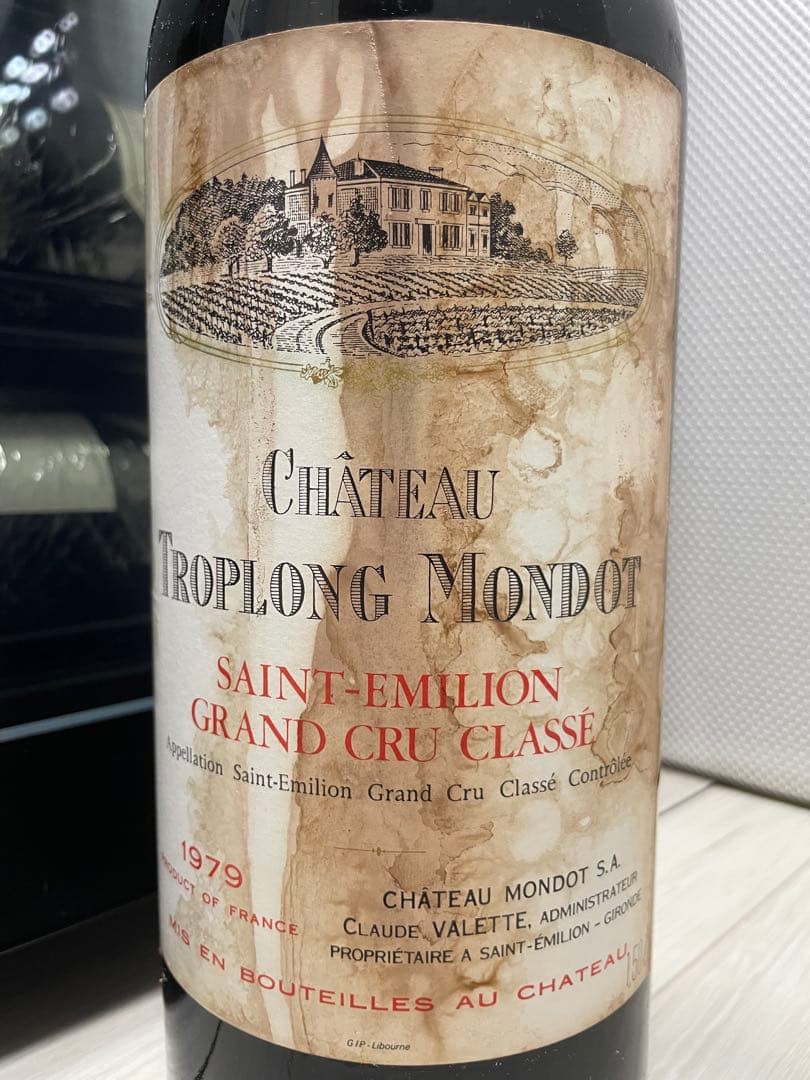 CHÂTEAU
TROPLONG MONDOT
SAINT-EMILION
GRAND CRU CLASSÉ
Appellation Saint-Emilion Grand Cru Classé Contrôlée
1979
PRODUCT OF FRANCE
CHÂTEAU MONDOT S.A.
CLAUDE VALETTE, ADMINISTRATEUR
PROPRIÉTAIRE A SAINT-ÉMILION - GIRONDE
MIS EN BOUTEILLES AU CHATEAU
GIP-Libourne